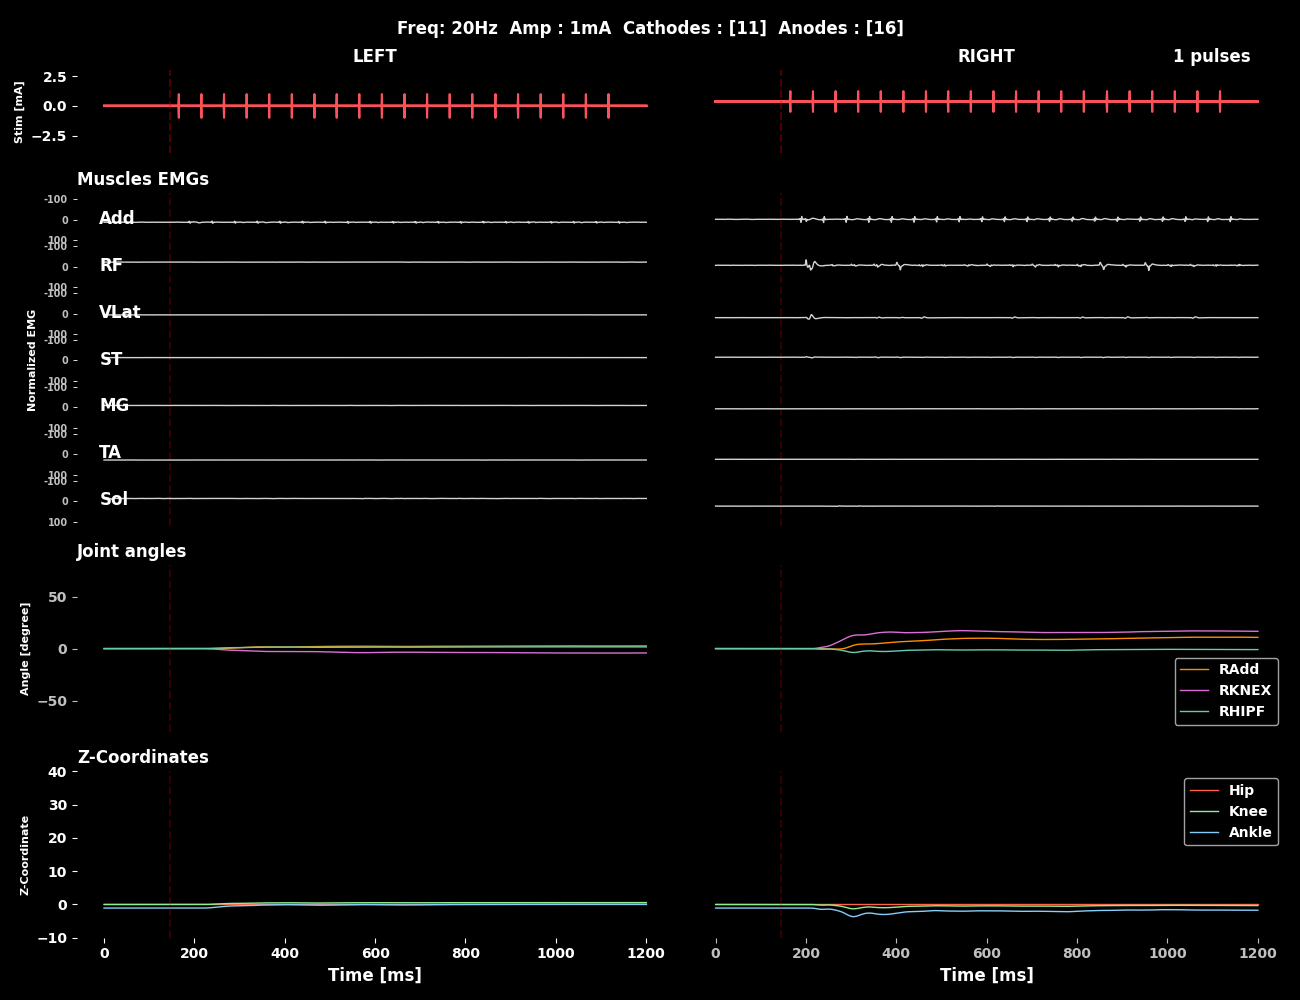 Freq: 20Hz  Amp : 1mA  Cathodes : [11]  Anodes : [16]
LEFT
RIGHT
1 pulses
Stim [mA]
2.5
0.0
−2.5
Muscles EMGs
Normalized EMG
-100
Add
0
100
-100
RF
0
100
-100
VLat
0
100
-100
ST
0
100
-100
MG
0
100
-100
TA
0
100
-100
Sol
0
100
Joint angles
Angle [degree]
50
0
−50
RAdd
RKNEX
RHIPF
Z-Coordinates
Z-Coordinate
40
30
20
10
0
−10
Hip
Knee
Ankle
0 200 400 600 800 1000 1200
0 200 400 600 800 1000 1200
Time [ms]
Time [ms]